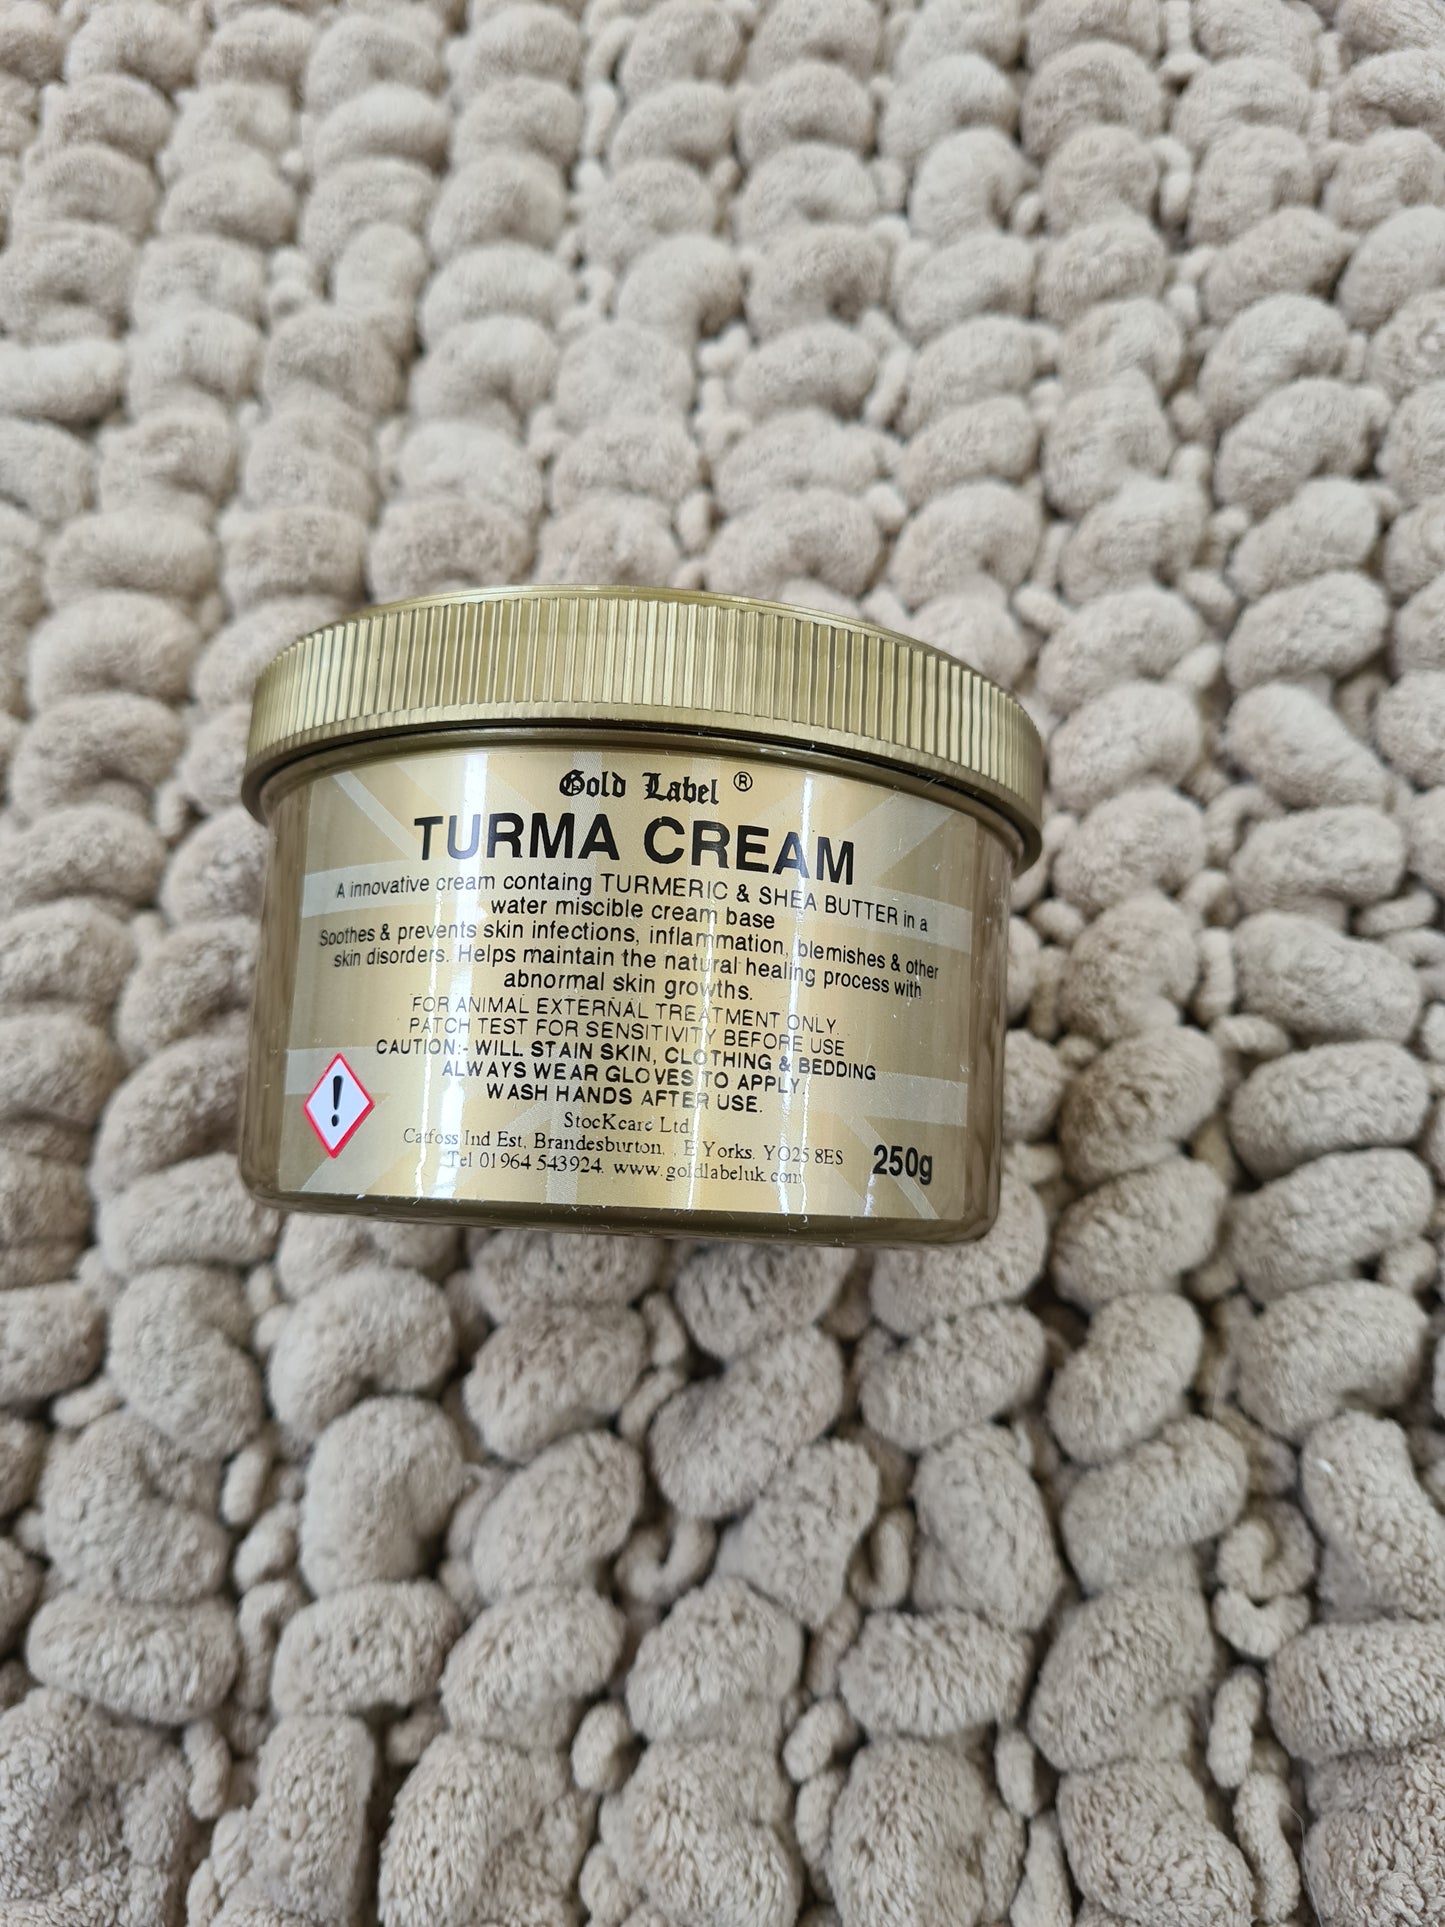 Gold Label ®
TURMA CREAM
A innovative cream containg TURMERIC & SHEA BUTTER in a
water miscible cream base
Soothes & prevents skin infections, inflammation, blemishes & other
skin disorders. Helps maintain the natural healing process with
abnormal skin growths.
FOR ANIMAL EXTERNAL TREATMENT ONLY.
PATCH TEST FOR SENSITIVITY BEFORE USE
CAUTION:- WILL STAIN SKIN, CLOTHING & BEDDING
ALWAYS WEAR GLOVES TO APPLY.
WASH HANDS AFTER USE.
!
StocKcare Ltd,
Catfoss Ind Est, Brandesburton, , E Yorks. YO25 8ES
Tel 01964 543924. www.goldlabeluk.com
250g